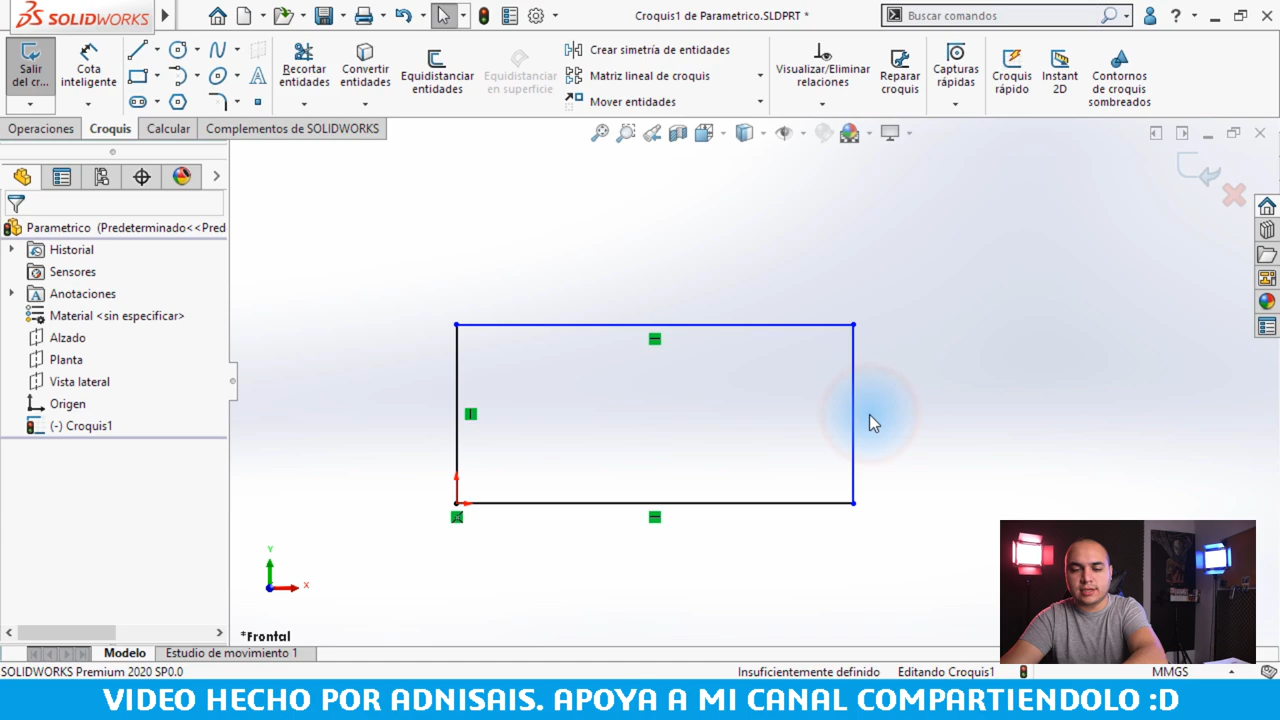 SOLIDWORKS
Croquis1 de Parametrico.SLDPRT *
Buscar comandos
Salir del cr...
Cota inteligente
Recortar entidades
Convertir entidades
Equidistanciar entidades
Equidistanciar en superficie
Crear simetría de entidades
Matriz lineal de croquis
Mover entidades
Visualizar/Eliminar relaciones
Reparar croquis
Capturas rápidas
Croquis rápido
Instant 2D
Contornos de croquis sombreados
Operaciones
Croquis
Calcular
Complementos de SOLIDWORKS
Parametrico (Predeterminado<<Pred
Historial
Sensores
Anotaciones
Material <sin especificar>
Alzado
Planta
Vista lateral
Origen
(-) Croquis1
Y
X
*Frontal
Modelo
Estudio de movimiento 1
SOLIDWORKS Premium 2020 SP0.0
Insuficientemente definido
Editando Croquis1
MMGS
VIDEO HECHO POR ADNISAIS. APOYA A MI CANAL COMPARTIENDOLO :D